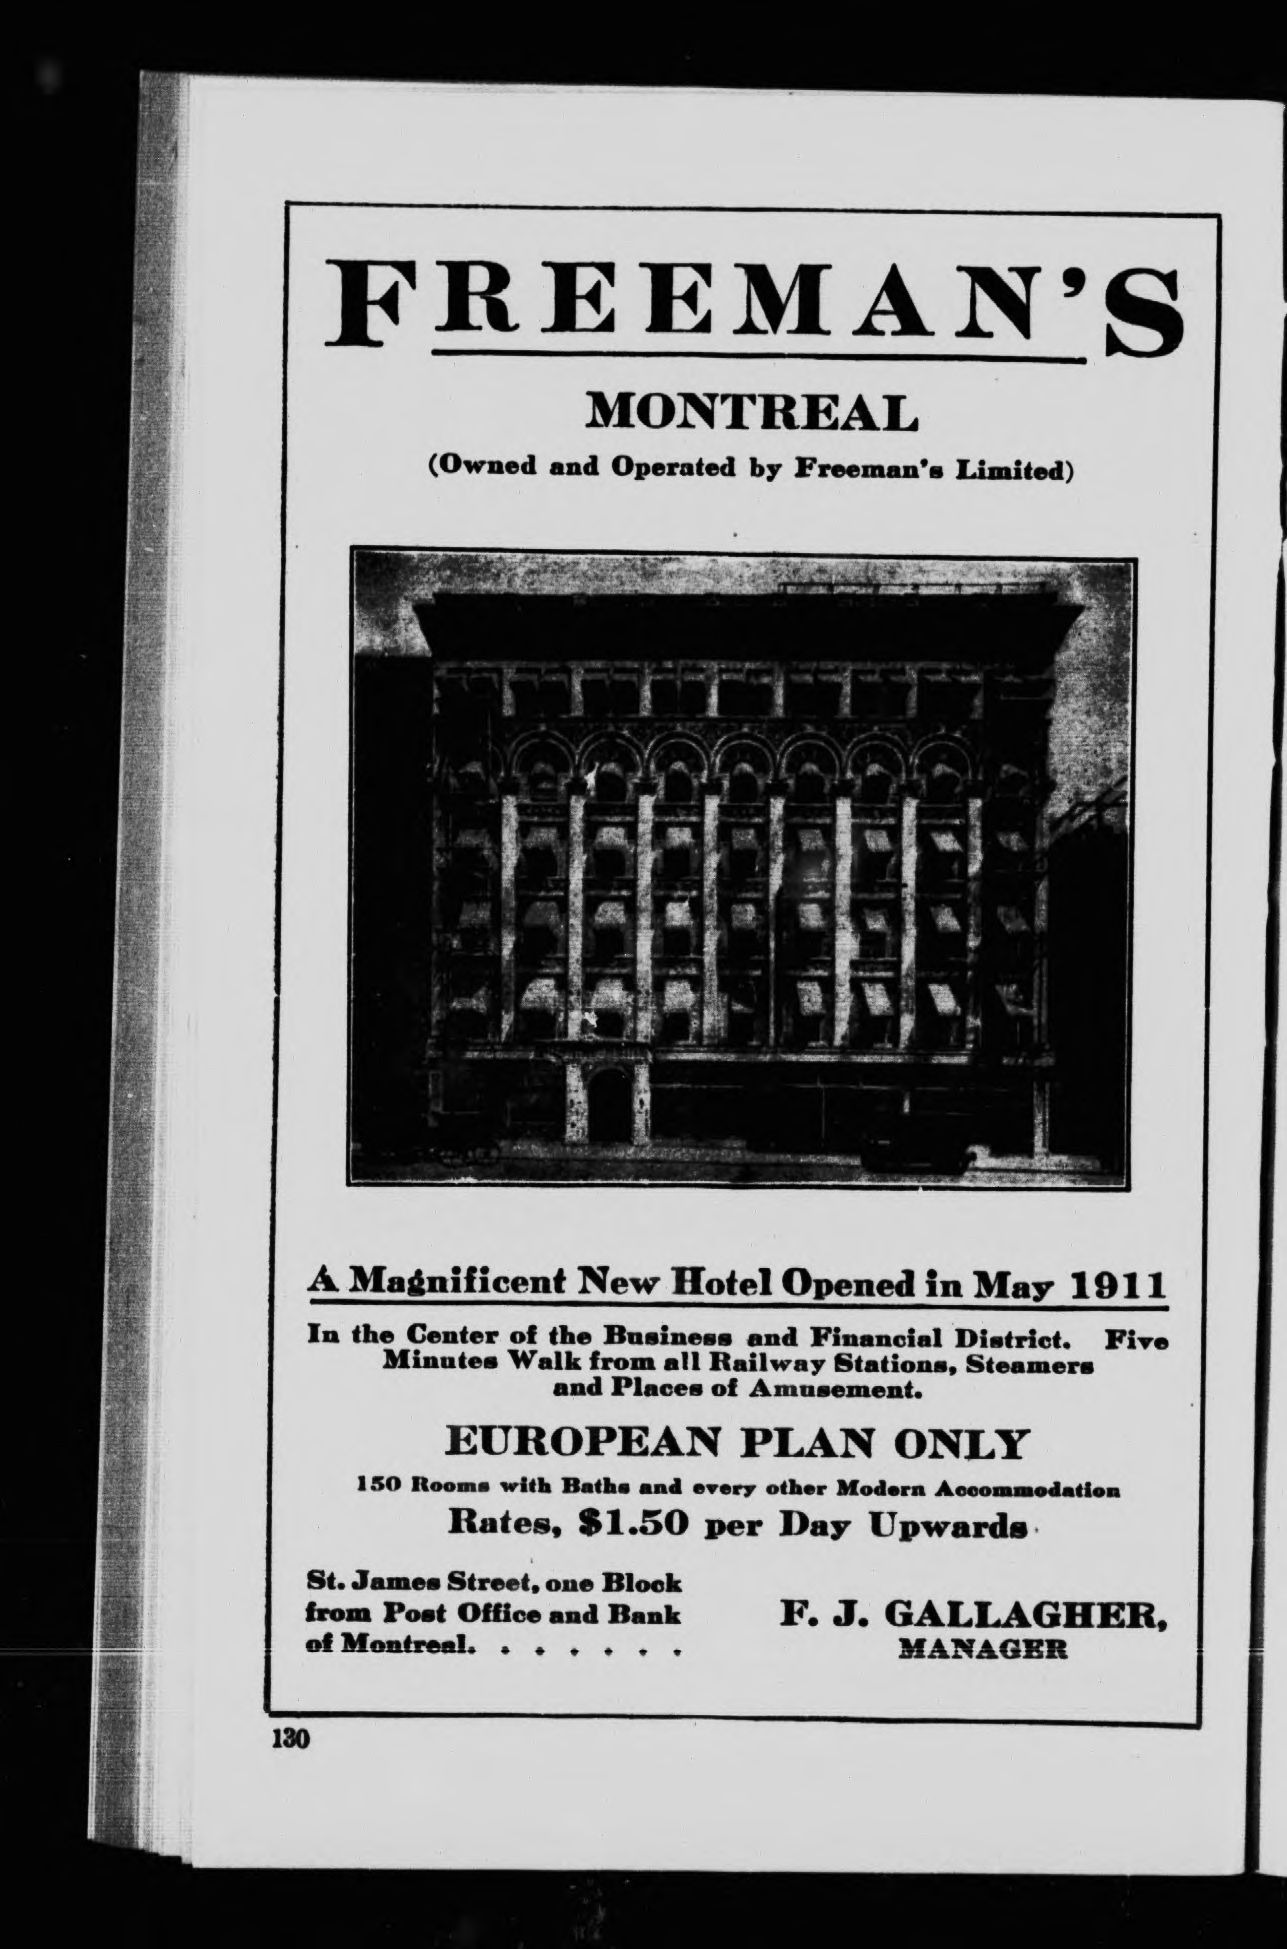 FREEMAN'S
MONTREAL
(Owned and Operated by Freeman's Limited)
A Magnificent New Hotel Opened in May 1911
In the Center of the Business and Financial District. Five
Minutes Walk from all Railway Stations, Steamers
and Places of Amusement.
EUROPEAN PLAN ONLY
150 Rooms with Baths and every other Modern Accommodation
Rates, $1.50 per Day Upwards
St. James Street, one Block
from Post Office and Bank
of Montreal. . . . . . .
F. J. GALLAGHER,
MANAGER
130